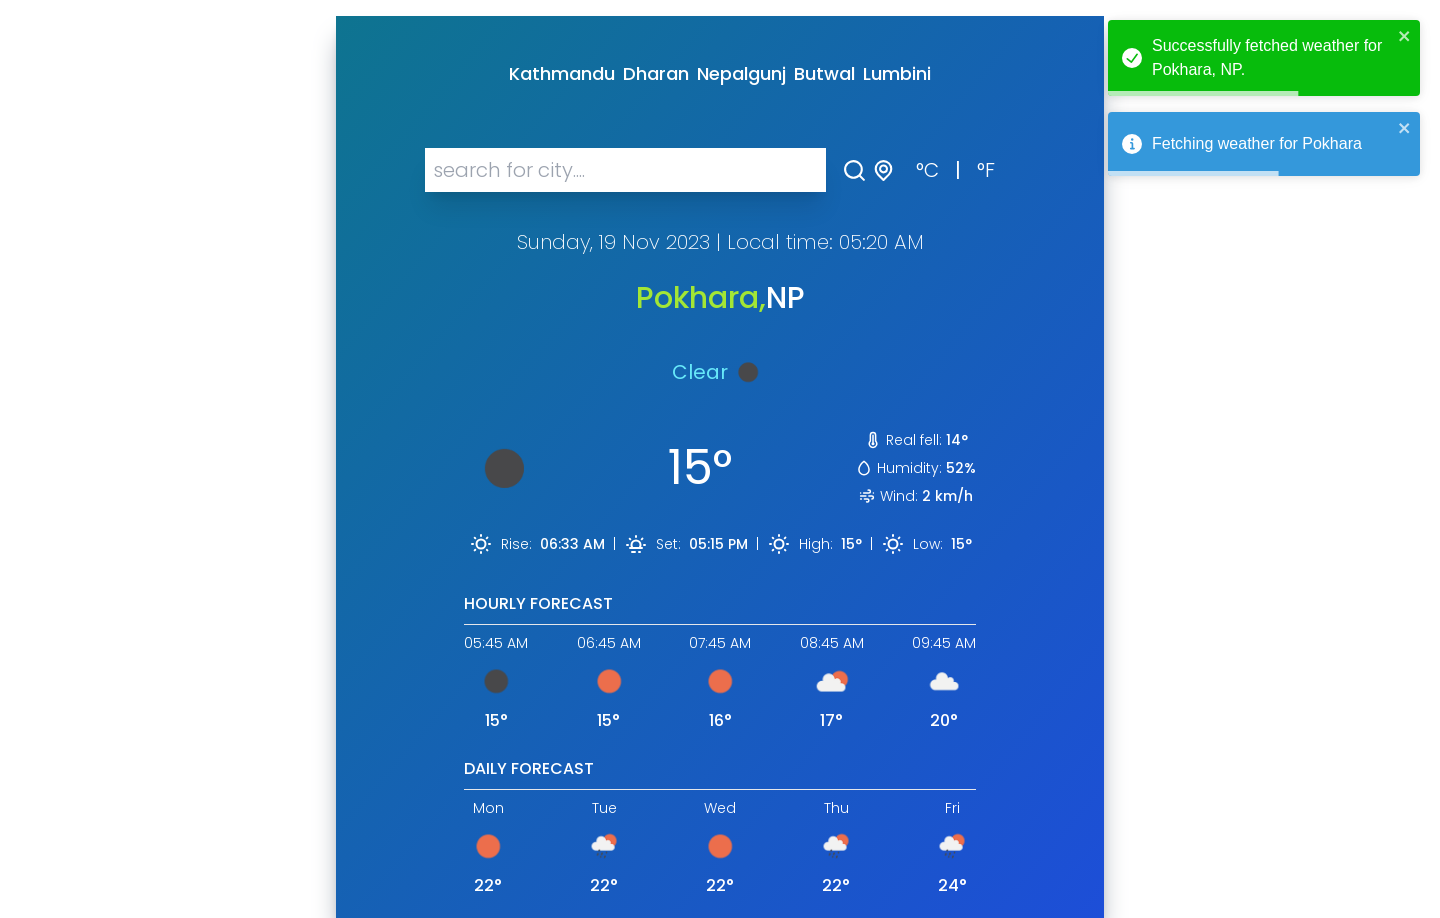 Kathmandu Dharan Nepalgunj Butwal Lumbini
search for city....
°C | °F
Sunday, 19 Nov 2023 | Local time: 05:20 AM
Pokhara,NP
Clear
15°
Real fell: 14°
Humidity: 52%
Wind: 2 km/h
Rise: 06:33 AM | Set: 05:15 PM | High: 15° | Low: 15°
HOURLY FORECAST
05:45 AM 06:45 AM 07:45 AM 08:45 AM 09:45 AM
15° 15° 16° 17° 20°
DAILY FORECAST
Mon Tue Wed Thu Fri
22° 22° 22° 22° 24°
Successfully fetched weather for
Pokhara, NP.
Fetching weather for Pokhara